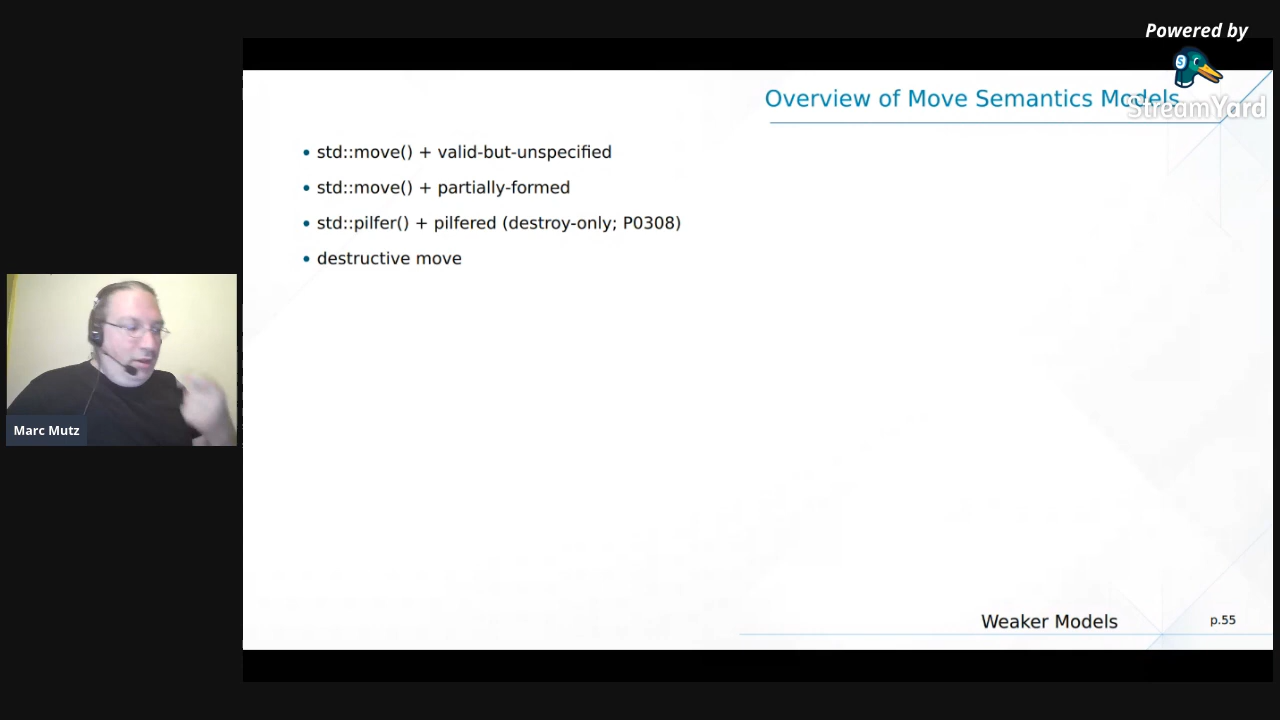 Powered by
StreamYard
Overview of Move Semantics Models
• std::move() + valid-but-unspecified
• std::move() + partially-formed
• std::pilfer() + pilfered (destroy-only; P0308)
• destructive move
Marc Mutz
Weaker Models
p.55